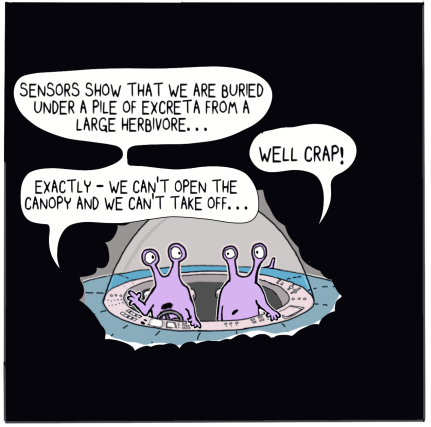 SENSORS SHOW THAT WE ARE BURIED
UNDER A PILE OF EXCRETA FROM A
LARGE HERBIVORE...
WELL CRAP!
EXACTLY - WE CAN'T OPEN THE
CANOPY AND WE CAN'T TAKE OFF...